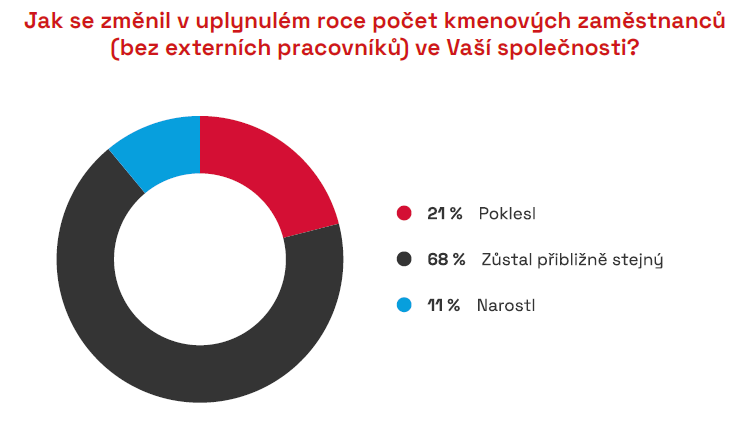 Jak se změnil v uplynulém roce počet kmenových zaměstnanců
(bez externích pracovníků) ve Vaší společnosti?
21 % Poklesl
68 % Zůstal přibližně stejný
11 % Narostl